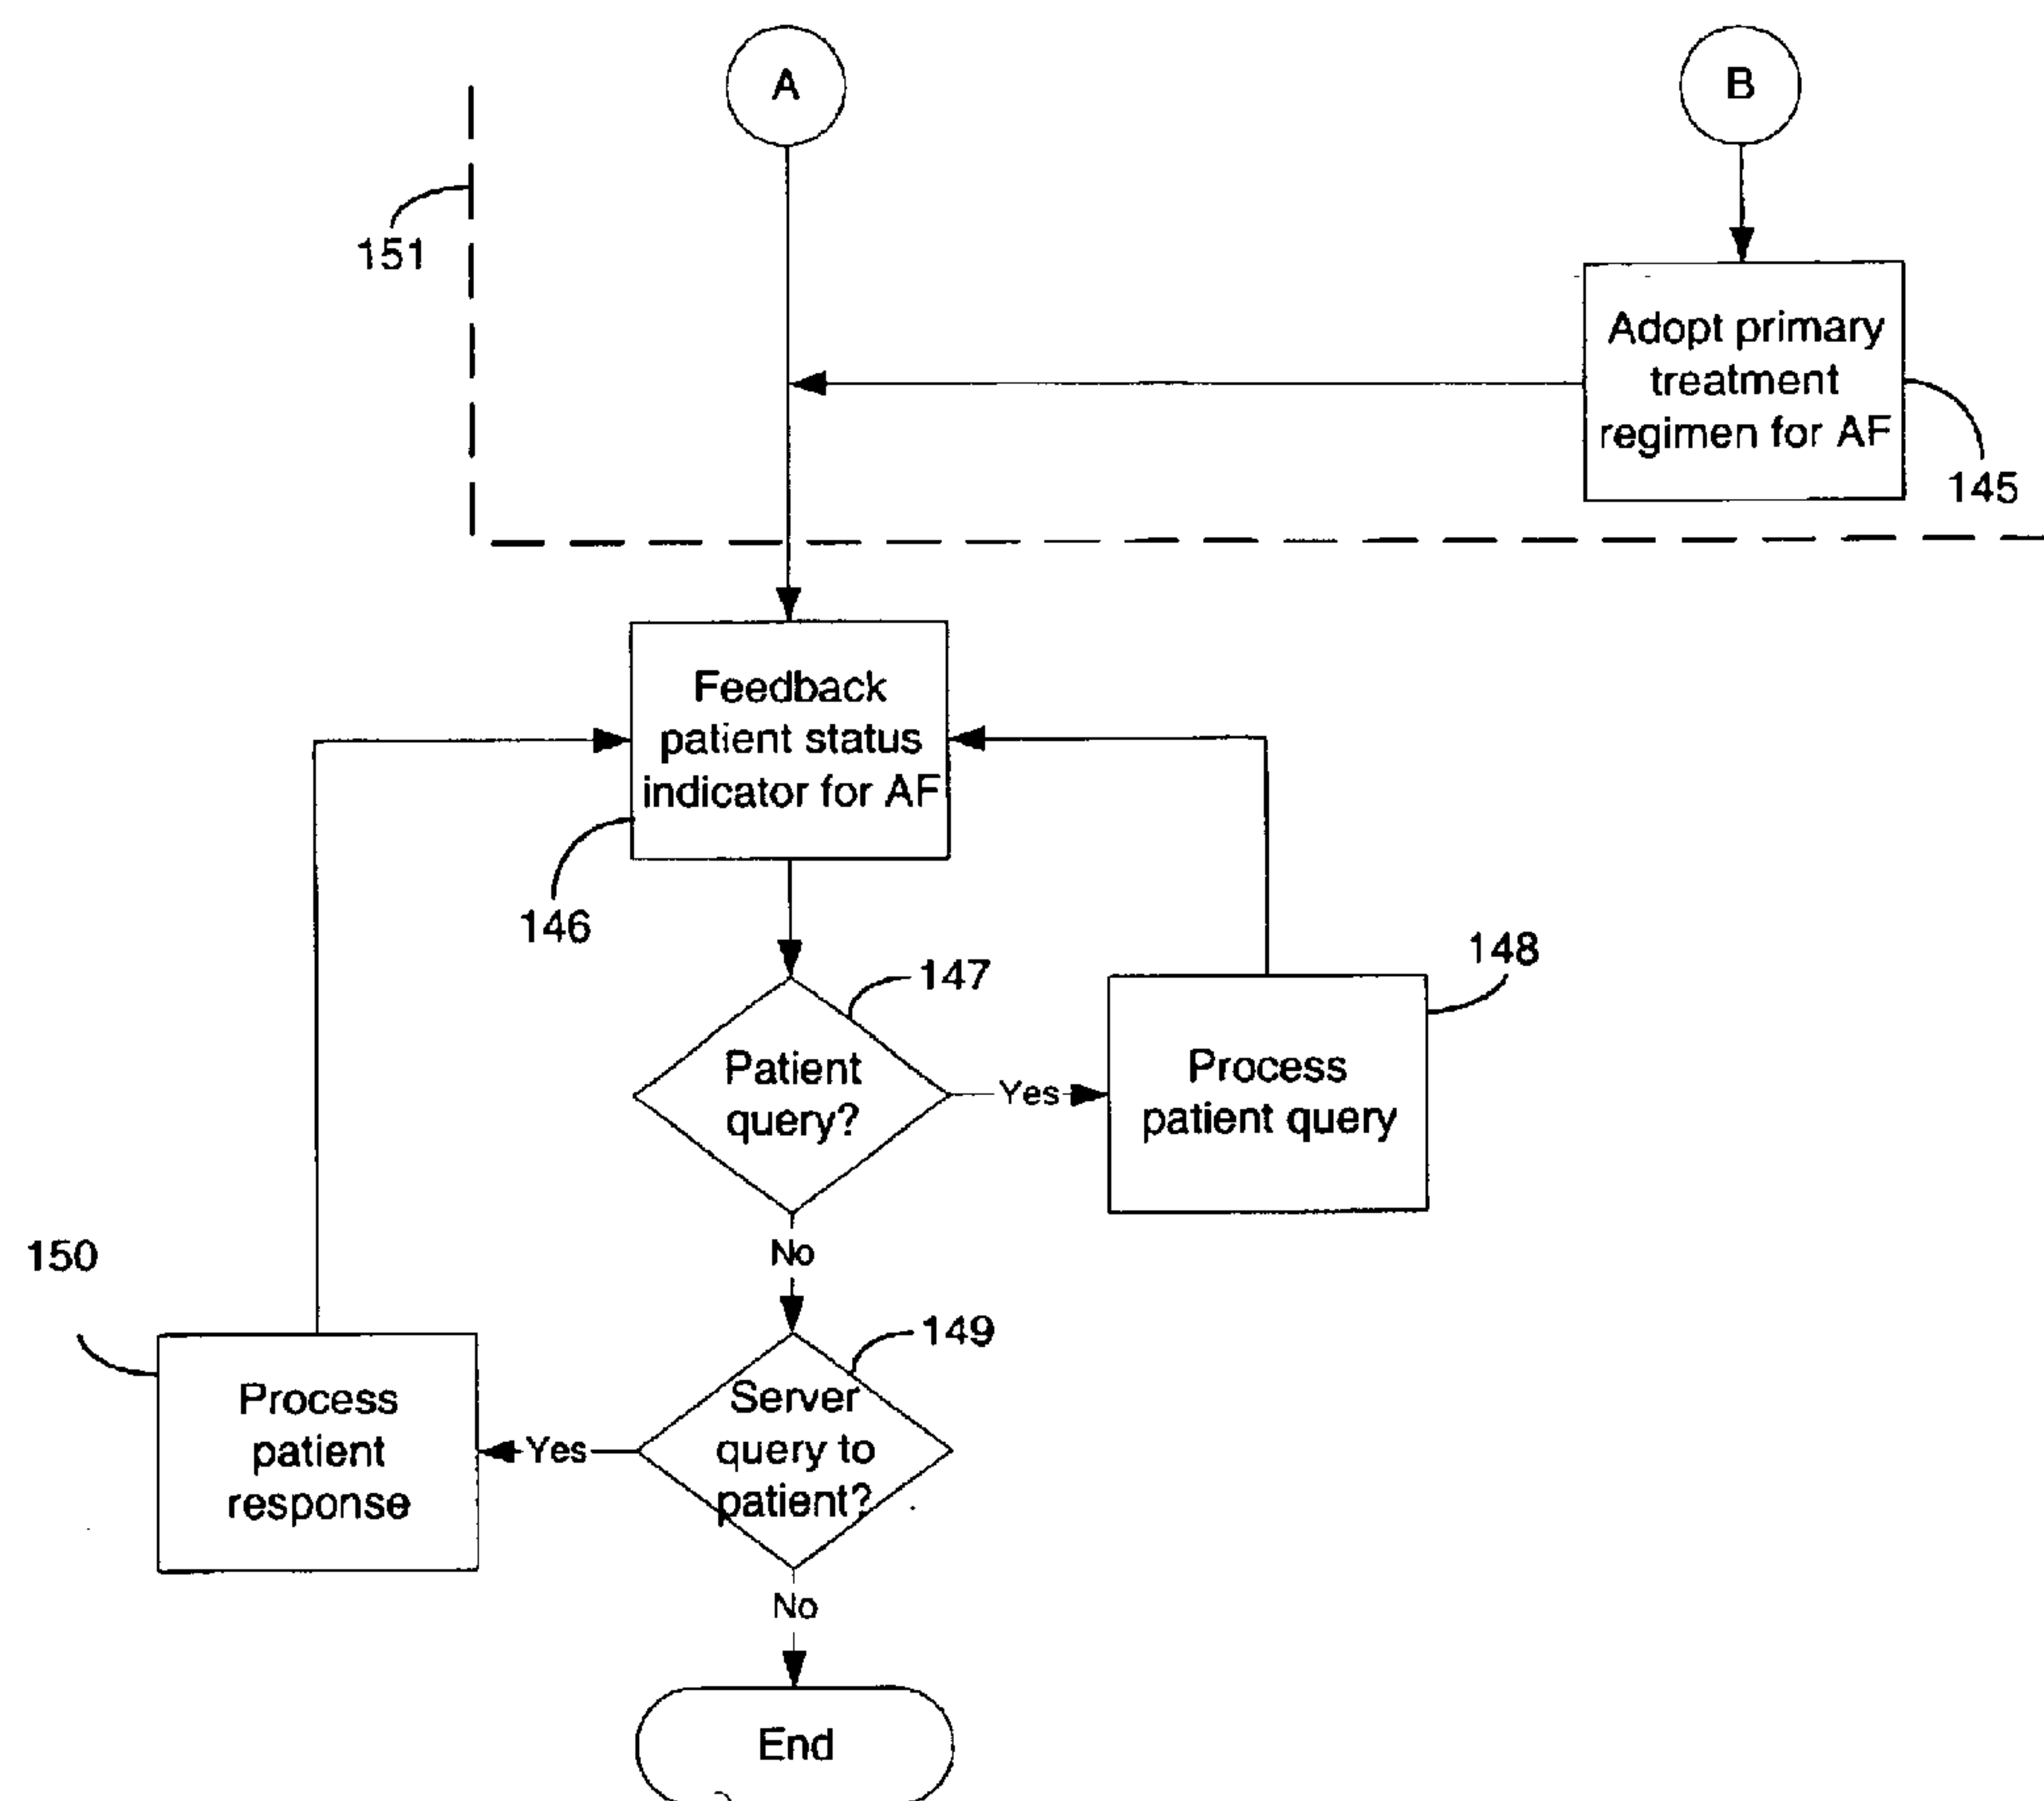 A
B
151
Adopt primary
treatment
regimen for AF
145
Feedback
patient status
indicator for AF
146
147
148
Patient
query?
Yes
Process
patient query
No
150
149
Process
patient
response
Yes
Server
query to
patient?
No
End